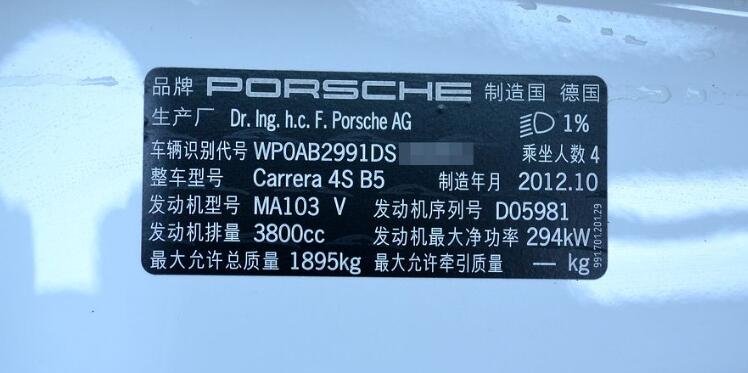 品牌 PORSCHE 制造国 德国
生产厂 Dr. Ing. h.c. F. Porsche AG 1%
车辆识别代号 WP0AB2991DS 乘坐人数 4
整车型号 Carrera 4S B5 制造年月 2012.10
发动机型号 MA103 V 发动机序列号 D05981
发动机排量 3800cc 发动机最大净功率 294kW
最大允许总质量 1895kg 最大允许牵引质量 — kg
991.701.201.29